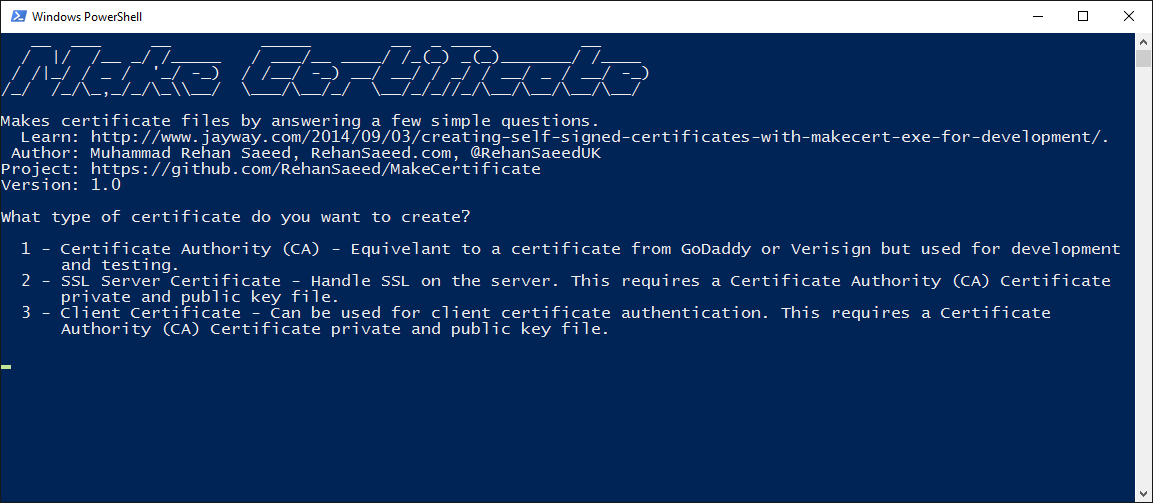 Windows PowerShell
Make Certificate
Makes certificate files by answering a few simple questions.
Learn: http://www.jayway.com/2014/09/03/creating-self-signed-certificates-with-makecert-exe-for-development/.
Author: Muhammad Rehan Saeed, RehanSaeed.com, @RehanSaeedUK
Project: https://github.com/RehanSaeed/MakeCertificate
Version: 1.0
What type of certificate do you want to create?
1 - Certificate Authority (CA) - Equivelant to a certificate from GoDaddy or Verisign but used for development
and testing.
2 - SSL Server Certificate - Handle SSL on the server. This requires a Certificate Authority (CA) Certificate
private and public key file.
3 - Client Certificate - Can be used for client certificate authentication. This requires a Certificate
Authority (CA) Certificate private and public key file.